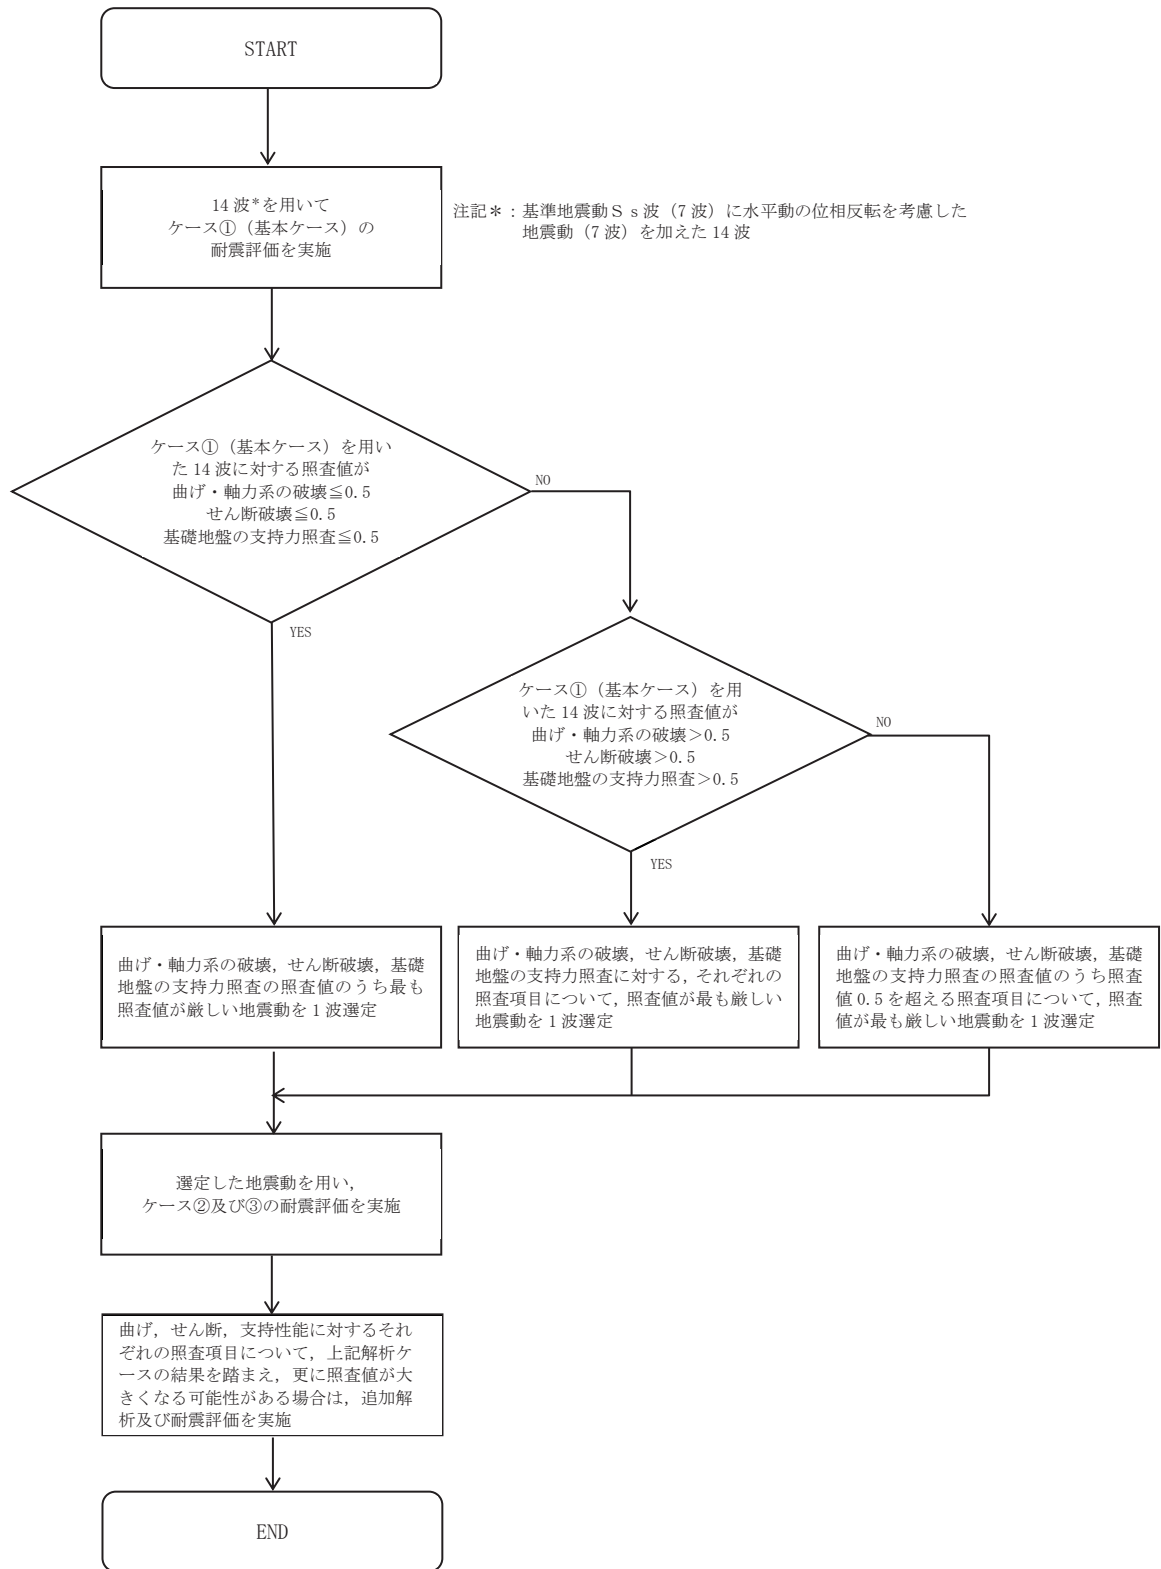 START
14 波*を用いて
ケース①（基本ケース）の
耐震評価を実施
注記＊：基準地震動Ｓｓ波（7 波）に水平動の位相反転を考慮した
地震動（7 波）を加えた 14 波
ケース①（基本ケース）を用い
た 14 波に対する照査値が
曲げ・軸力系の破壊≦0.5
せん断破壊≦0.5
基礎地盤の支持力照査≦0.5
NO
YES
ケース①（基本ケース）を用
いた 14 波に対する照査値が
曲げ・軸力系の破壊＞0.5
せん断破壊＞0.5
基礎地盤の支持力照査＞0.5
NO
YES
曲げ・軸力系の破壊，せん断破壊，基礎
地盤の支持力照査の照査値のうち最も
照査値が厳しい地震動を 1 波選定
曲げ・軸力系の破壊，せん断破壊，基礎
地盤の支持力照査に対する，それぞれの
照査項目について，照査値が最も厳しい
地震動を 1 波選定
曲げ・軸力系の破壊，せん断破壊，基礎
地盤の支持力照査の照査値のうち照査
値 0.5 を超える照査項目について，照査
値が最も厳しい地震動を 1 波選定
選定した地震動を用い，
ケース②及び③の耐震評価を実施
曲げ，せん断，支持性能に対するそれ
ぞれの照査項目について，上記解析ケ
ースの結果を踏まえ，更に照査値が大
きくなる可能性がある場合は，追加解
析及び耐震評価を実施
END